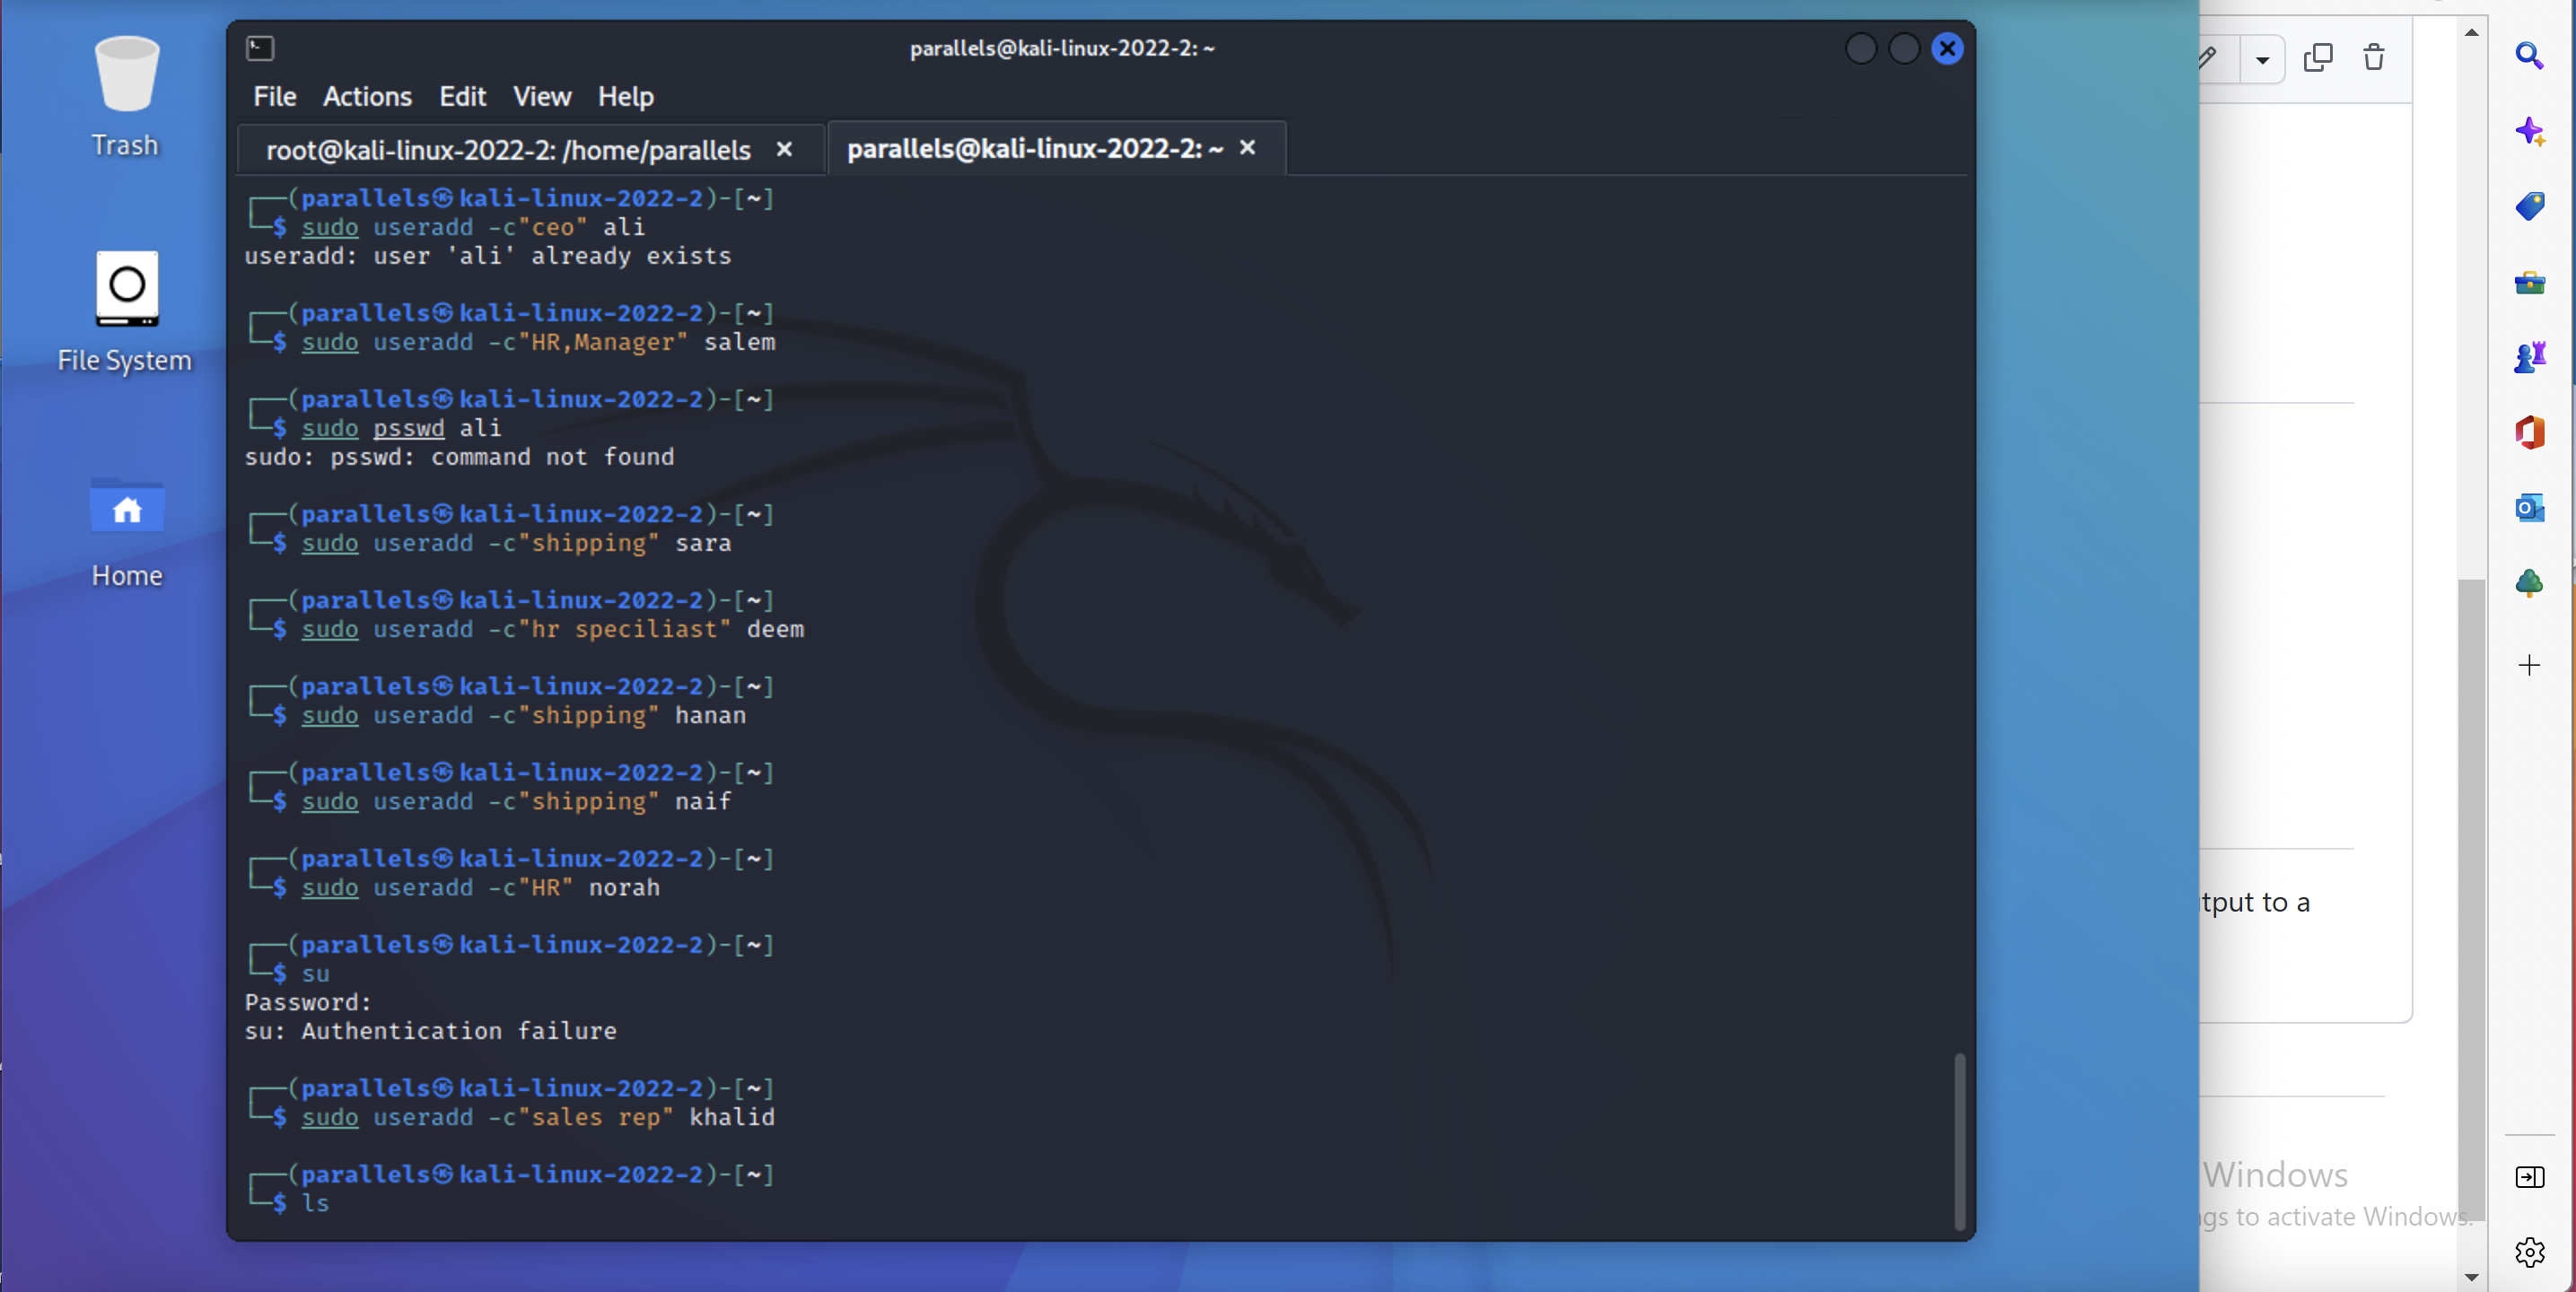 Trash
File System
Home
parallels@kali-linux-2022-2: ~
File Actions Edit View Help
root@kali-linux-2022-2: /home/parallels
parallels@kali-linux-2022-2: ~
┌──(parallels㉿kali-linux-2022-2)-[~]
└─$ sudo useradd -c"ceo" ali
useradd: user 'ali' already exists
┌──(parallels㉿kali-linux-2022-2)-[~]
└─$ sudo useradd -c"HR,Manager" salem
┌──(parallels㉿kali-linux-2022-2)-[~]
└─$ sudo psswd ali
sudo: psswd: command not found
┌──(parallels㉿kali-linux-2022-2)-[~]
└─$ sudo useradd -c"shipping" sara
┌──(parallels㉿kali-linux-2022-2)-[~]
└─$ sudo useradd -c"hr speciliast" deem
┌──(parallels㉿kali-linux-2022-2)-[~]
└─$ sudo useradd -c"shipping" hanan
┌──(parallels㉿kali-linux-2022-2)-[~]
└─$ sudo useradd -c"shipping" naif
┌──(parallels㉿kali-linux-2022-2)-[~]
└─$ sudo useradd -c"HR" norah
┌──(parallels㉿kali-linux-2022-2)-[~]
└─$ su
Password:
su: Authentication failure
┌──(parallels㉿kali-linux-2022-2)-[~]
└─$ sudo useradd -c"sales rep" khalid
┌──(parallels㉿kali-linux-2022-2)-[~]
└─$ ls
to a
Windows
to activate Windows.